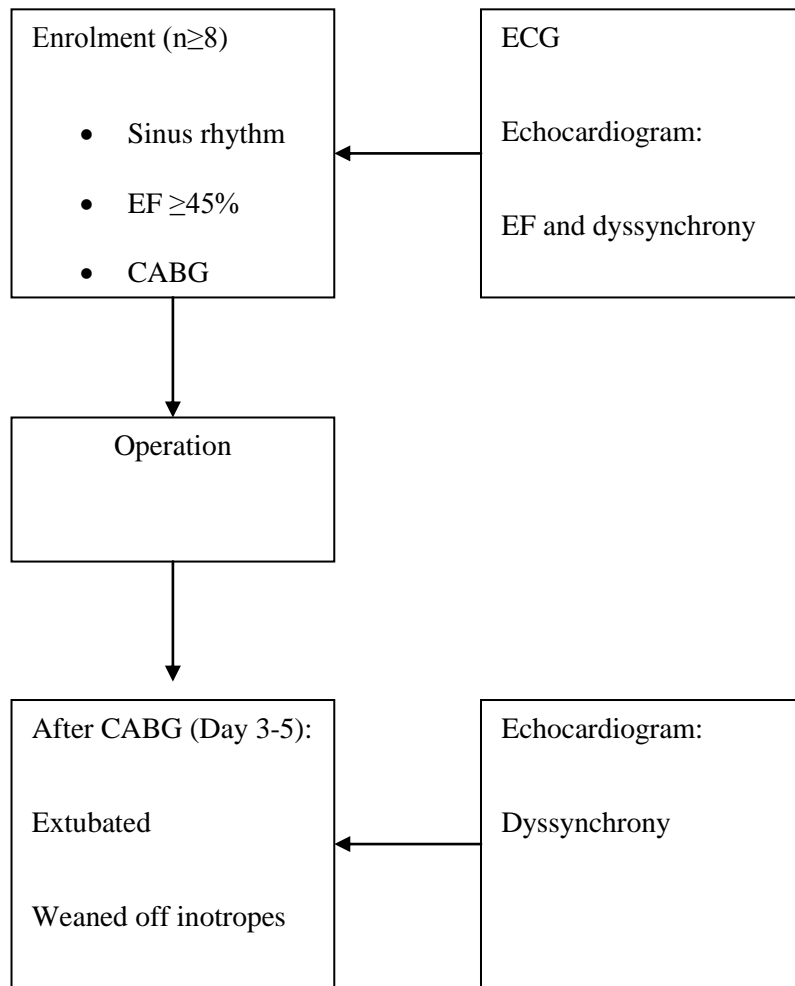 Enrolment (n≥8)
• Sinus rhythm
• EF ≥45%
• CABG
ECG
Echocardiogram:
EF and dyssynchrony
Operation
After CABG (Day 3-5):
Extubated
Weaned off inotropes
Echocardiogram:
Dyssynchrony